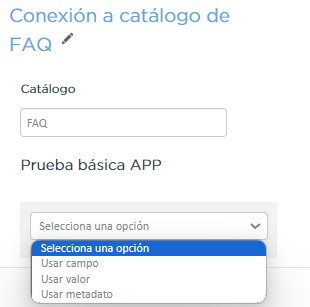 Conexión a catálogo de
FAQ
Catálogo
FAQ
Prueba básica APP
Selecciona una opción
Selecciona una opción
Usar campo
Usar valor
Usar metadato